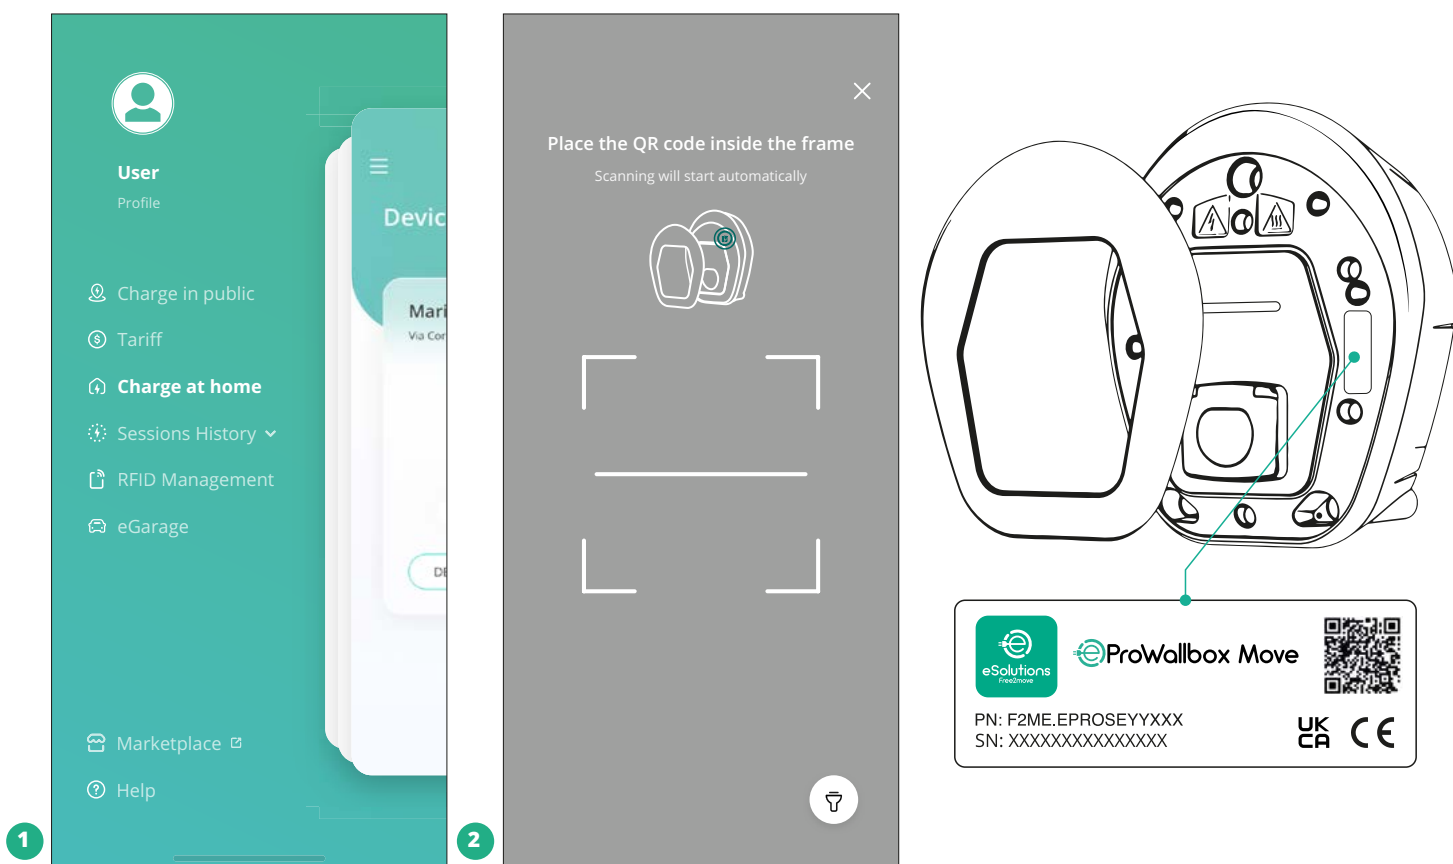 User
Profile
Charge in public
Tariff
Charge at home
Sessions History
RFID Management
eGarage
Marketplace
Help
Devic
Mari
Via Cor
DE
1
Place the QR code inside the frame
Scanning will start automatically
2
eSolutions
Free2move
eProWallbox Move
PN: F2ME.EPROSEYYXXX
SN: XXXXXXXXXXXXXXX
UK
CA
CE